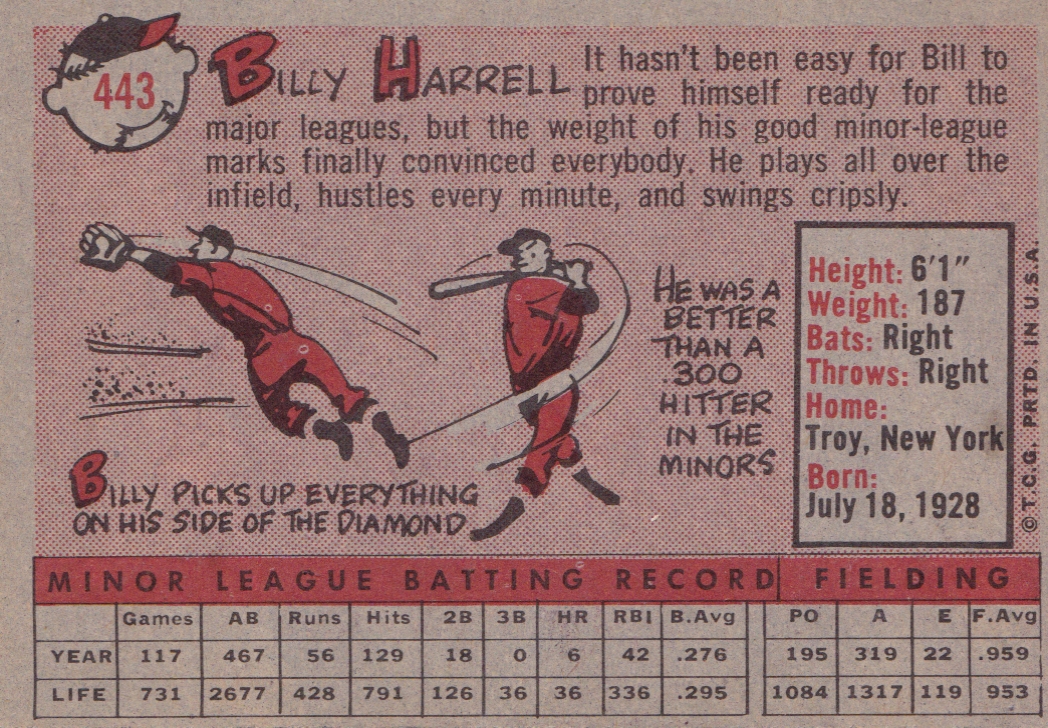 443
BILLY HARRELL It hasn't been easy for Bill to
prove himself ready for the
major leagues, but the weight of his good minor-league
marks finally convinced everybody. He plays all over the
infield, hustles every minute, and swings cripsly.
HE WAS A
BETTER
THAN A
.300
HITTER
IN THE
MINORS
BILLY PICKS UP EVERYTHING
ON HIS SIDE OF THE DIAMOND
Height: 6'1"
Weight: 187
Bats: Right
Throws: Right
Home:
Troy, New York
Born:
July 18, 1928
© T.C.G. PRTD. IN U.S.A.
MINOR LEAGUE BATTING RECORD FIELDING
Games AB Runs Hits 2B 3B HR RBI B.Avg PO A E F.Avg
YEAR 117 467 56 129 18 0 6 42 .276 195 319 22 .959
LIFE 731 2677 428 791 126 36 36 336 .295 1084 1317 119 953